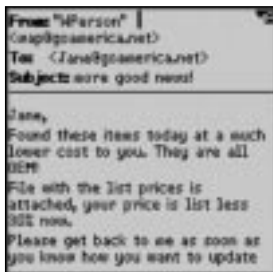 From: "WPerson"
<wap@goamerica.net>
To: <Jane@goamerica.net>
Subject: more good news!
Jane,
Found these items today at a much
lower cost to you. They are all
OEM!
File with the list prices is
attached, your price is list less
30% now.
Please get back to me as soon as
you know how you want to update